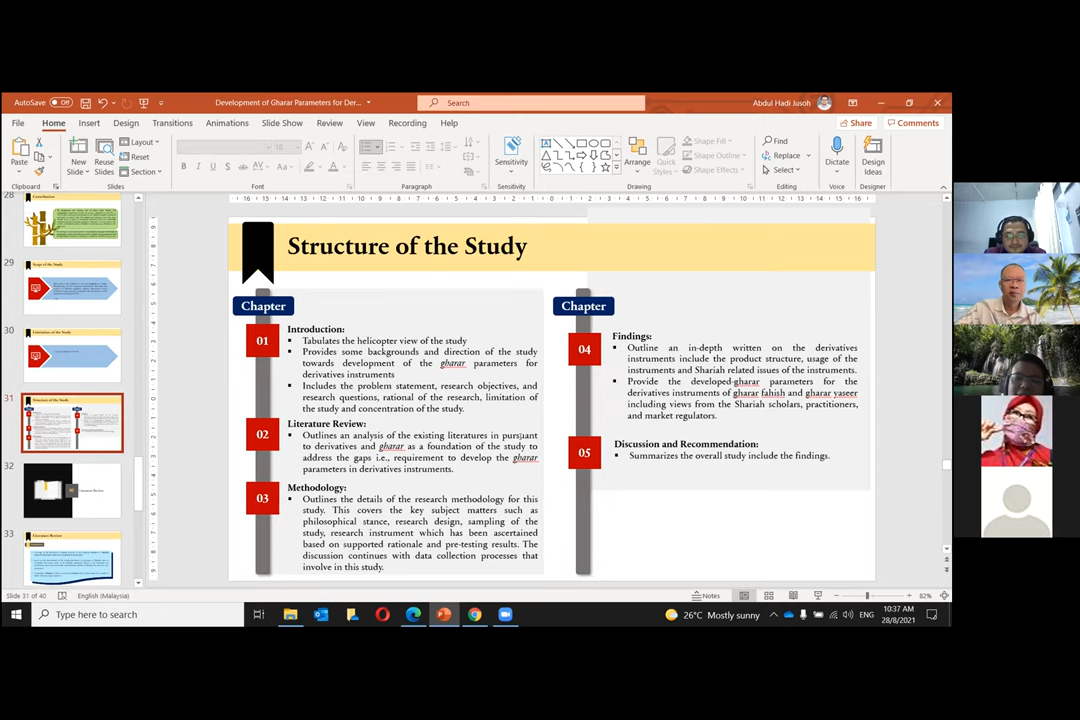 AutoSave Off
Development of Gharar Parameters for Der...
Search
Abdul Hadi Jusoh
File Home Insert Design Transitions Animations Slide Show Review View Recording Help
Share Comments
Paste
New Slide
Reuse Slides
Layout
Reset
Section
Sensitivity
Arrange
Quick Styles
Shape Fill
Shape Outline
Shape Effects
Find
Replace
Select
Dictate
Design Ideas
Clipboard Slides Font Paragraph Sensitivity Drawing Editing Voice Designer
28
29
30
31
32
33
Structure of the Study
Chapter
01
Introduction:
Tabulates the helicopter view of the study
Provides some backgrounds and direction of the study
towards development of the gharar parameters for
derivatives instruments
Includes the problem statement, research objectives, and
research questions, rational of the research, limitation of
the study and concentration of the study.
02
Literature Review:
Outlines an analysis of the existing literatures in pursuant
to derivatives and gharar as a foundation of the study to
address the gaps i.e., requirement to develop the gharar
parameters in derivatives instruments.
03
Methodology:
Outlines the details of the research methodology for this
study. This covers the key subject matters such as
philosophical stance, research design, sampling of the
study, research instrument which has been ascertained
based on supported rationale and pre-testing results. The
discussion continues with data collection processes that
involve in this study.
Chapter
04
Findings:
Outline an in-depth written on the derivatives
instruments include the product structure, usage of the
instruments and Shariah related issues of the instruments.
Provide the developed-gharar parameters for the
derivatives instruments of gharar fahish and gharar yaseer
including views from the Shariah scholars, practitioners,
and market regulators.
05
Discussion and Recommendation:
Summarizes the overall study include the findings.
Slide 31 of 40
English (Malaysia)
Notes
82%
Type here to search
26°C Mostly sunny
ENG
10:37 AM
28/8/2021